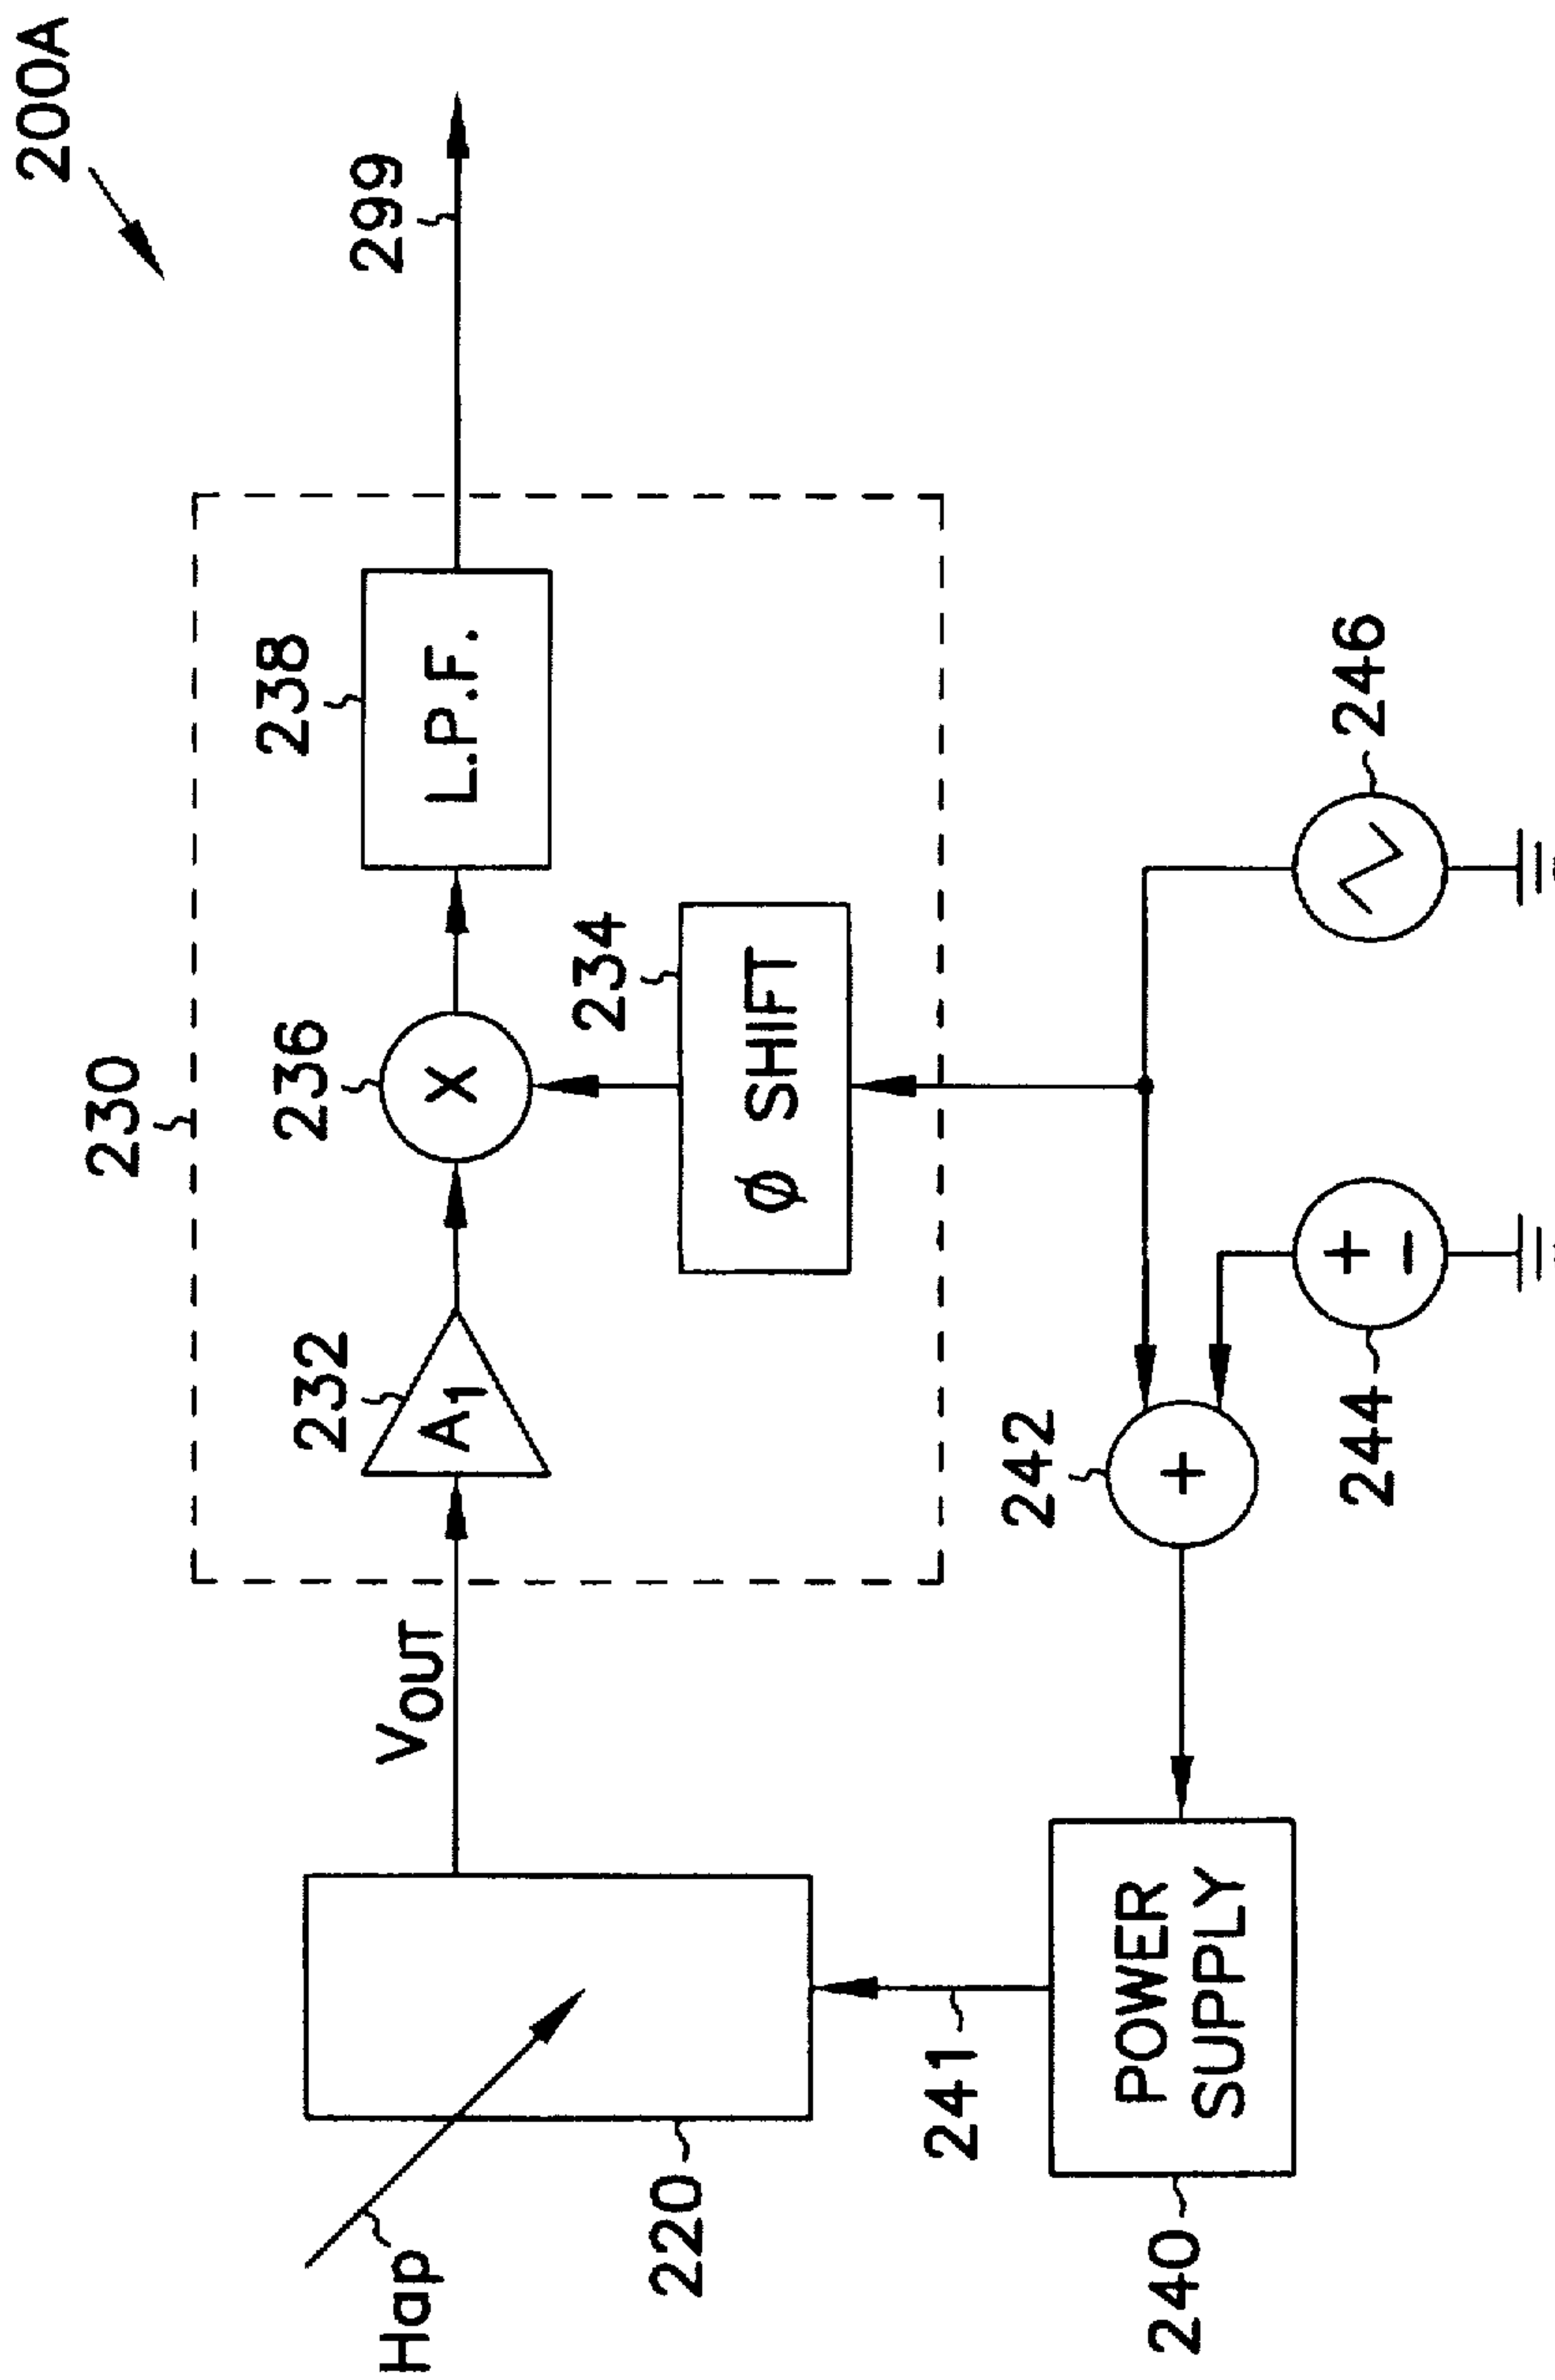 200A
230
299
238
L.P.F.
236
X
232
A1
234
ϕ SHIFT
VOUT
Hap
220
241
242
+
246
244
+
−
POWER
SUPPLY
240